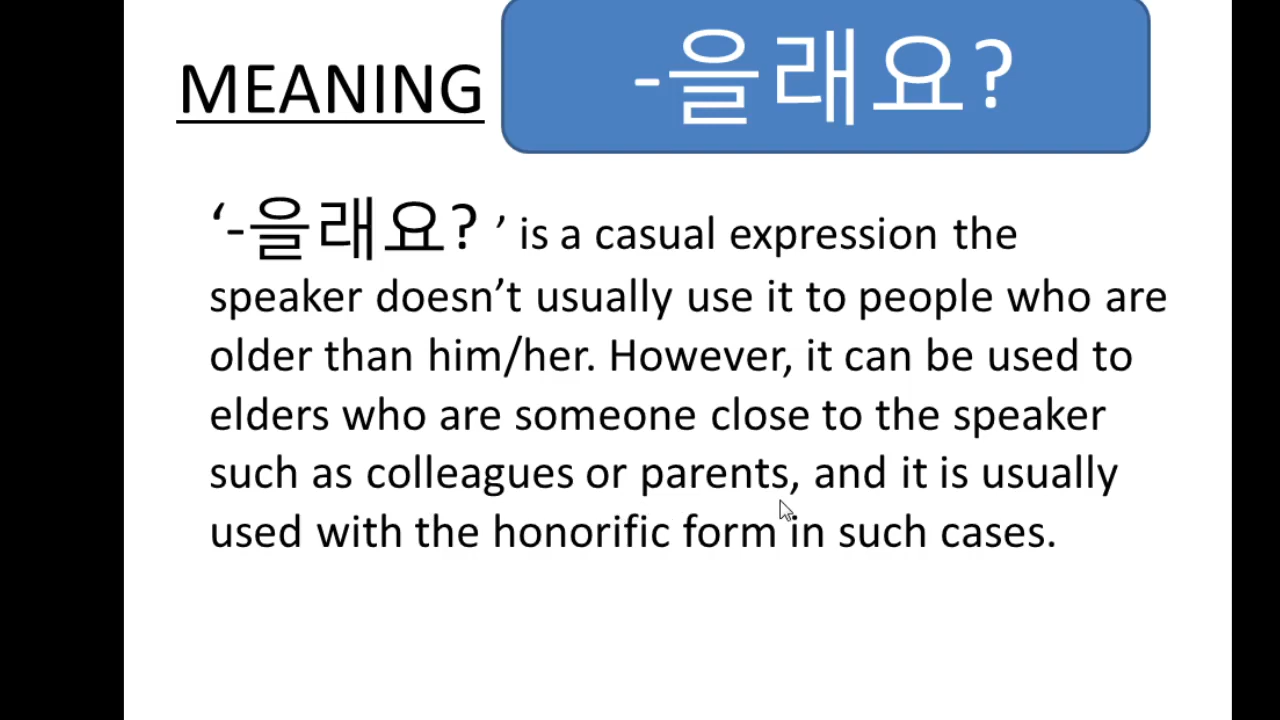 MEANING
-을래요?
‘-을래요? ’ is a casual expression the
speaker doesn’t usually use it to people who are
older than him/her. However, it can be used to
elders who are someone close to the speaker
such as colleagues or parents, and it is usually
used with the honorific form in such cases.